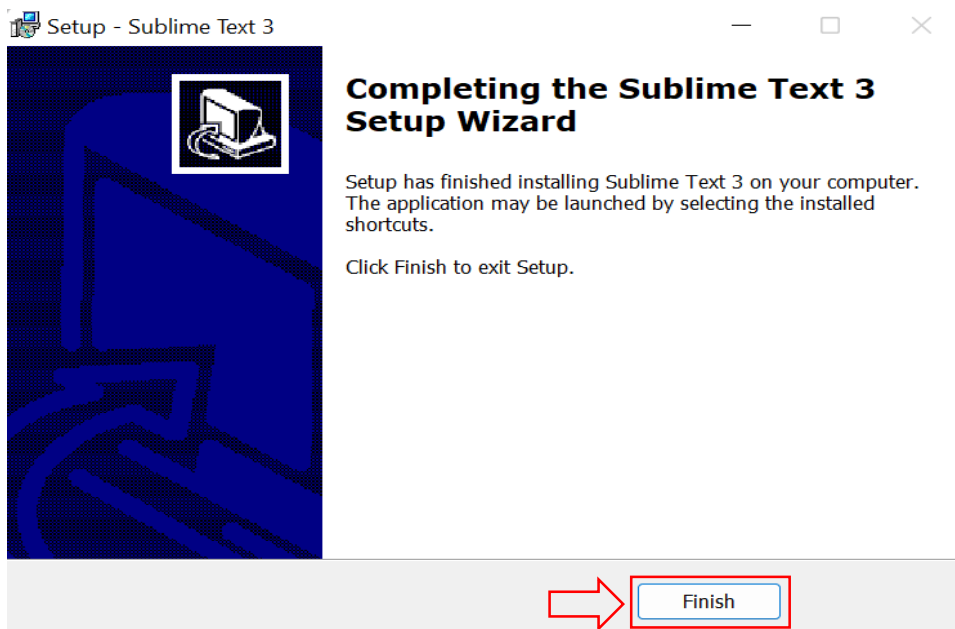 Setup - Sublime Text 3
Completing the Sublime Text 3
Setup Wizard
Setup has finished installing Sublime Text 3 on your computer.
The application may be launched by selecting the installed
shortcuts.
Click Finish to exit Setup.
Finish